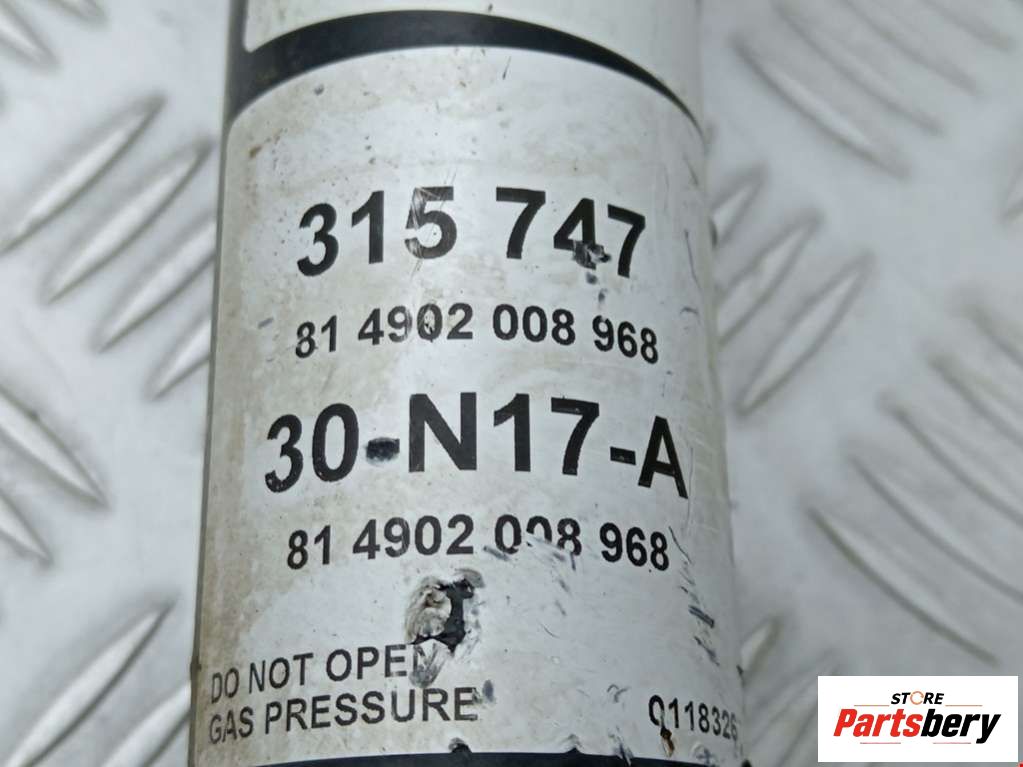 315 747
81 4902 008 968
30-N17-A
81 4902 008 968
DO NOT OPEN
GAS PRESSURE
Q118326
STORE
Partsbery